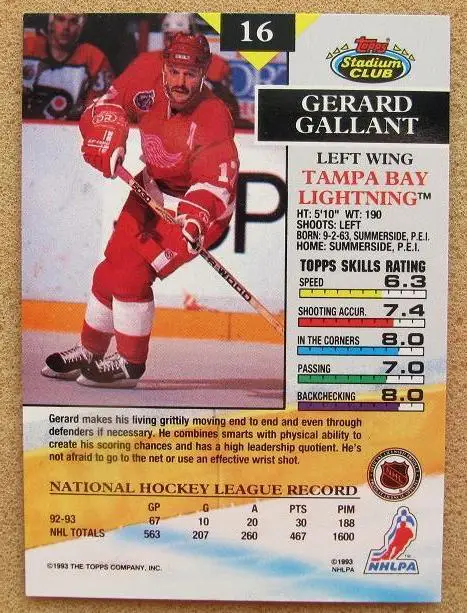 16
Topps
Stadium
CLUB
GERARD
GALLANT
LEFT WING
TAMPA BAY
LIGHTNING™
HT: 5'10" WT: 190
SHOOTS: LEFT
BORN: 9-2-63, SUMMERSIDE, P.E.I.
HOME: SUMMERSIDE, P.E.I.
TOPPS SKILLS RATING
SPEED 6.3
SHOOTING ACCUR. 7.4
IN THE CORNERS 8.0
PASSING 7.0
BACKCHECKING 8.0
Gerard makes his living grittily moving end to end and even through
defenders if necessary. He combines smarts with physical ability to
create his scoring chances and has a high leadership quotient. He's
not afraid to go to the net or use an effective wrist shot.
NATIONAL HOCKEY LEAGUE RECORD
GP G A PTS PIM
92-93 67 10 20 30 188
NHL TOTALS 563 207 260 467 1600
©1993 THE TOPPS COMPANY, INC.
©1993
NHLPA
NHLPA